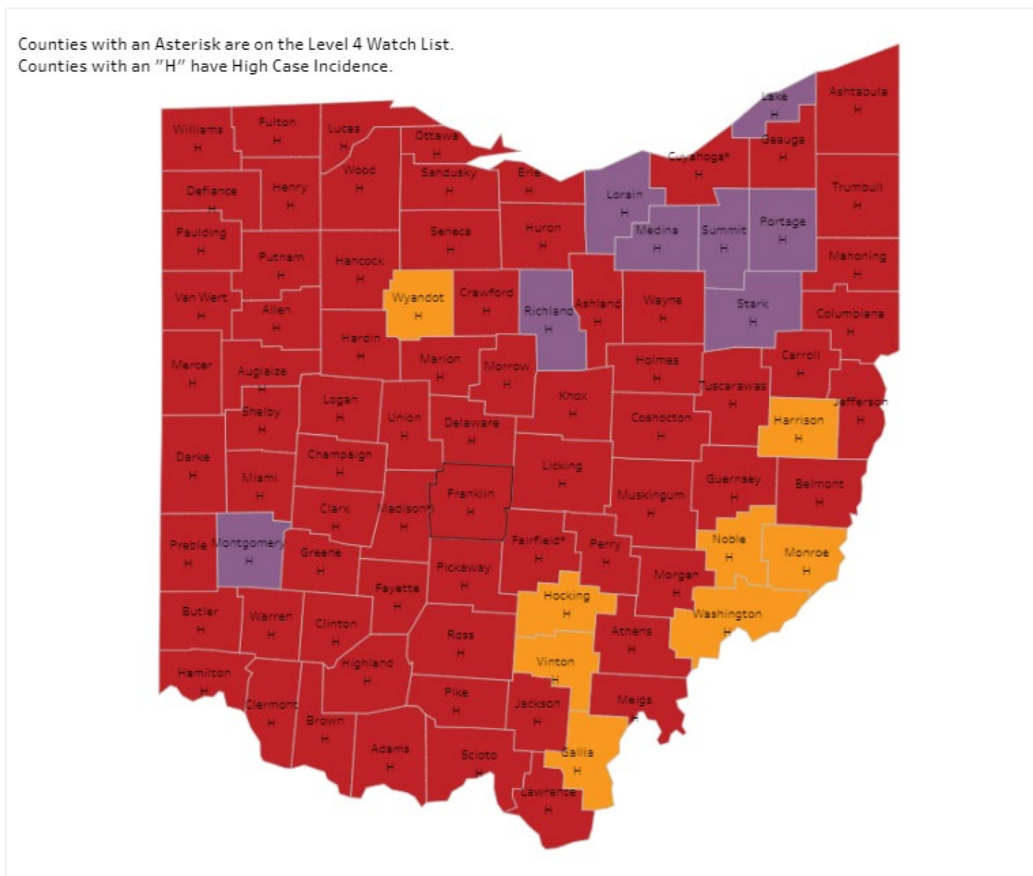 Counties with an Asterisk are on the Level 4 Watch List.
Counties with an "H" have High Case Incidence.
Lake
H
Ashtabula
H
Williams
H
Fulton
H
Lucas
H
Ottawa
H
Geauga
H
Cuyahoga*
H
Wood
H
Sandusky
H
Erie
H
Defiance
H
Henry
H
Lorain
H
Trumbull
H
Paulding
H
Seneca
H
Huron
H
Medina
H
Summit
H
Portage
H
Putnam
H
Hancock
H
Mahoning
H
Van Wert
H
Allen
H
Wyandot
H
Crawford
H
Richland
H
Ashland
H
Wayne
H
Stark
H
Columbiana
H
Hardin
H
Mercer
H
Auglaize
H
Marion
H
Morrow
H
Holmes
H
Carroll
H
Tuscarawas
H
Jefferson
H
Shelby
H
Logan
H
Union
H
Delaware
H
Knox
H
Coshocton
H
Harrison
H
Darke
H
Champaign
H
Licking
H
Miami
H
Guernsey
H
Belmont
H
Clark
H
Madison*
H
Franklin
H
Muskingum
H
Preble
H
Montgomery
H
Greene
H
Fairfield*
H
Perry
H
Noble
H
Monroe
H
Pickaway
H
Morgan
H
Fayette
H
Hocking
H
Butler
H
Warren
H
Clinton
H
Ross
H
Athens
H
Washington
H
Hamilton
H
Highland
H
Vinton
H
Clermont
H
Pike
H
Jackson
H
Meigs
H
Brown
H
Adams
H
Scioto
H
Gallia
H
Lawrence
H